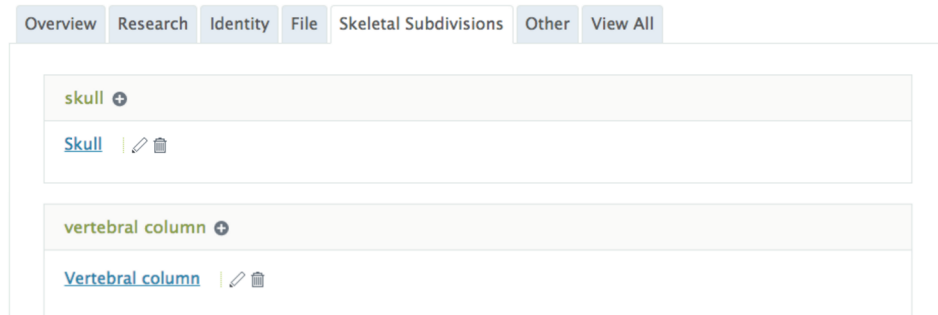 Overview Research Identity File Skeletal Subdivisions Other View All
skull
Skull
vertebral column
Vertebral column